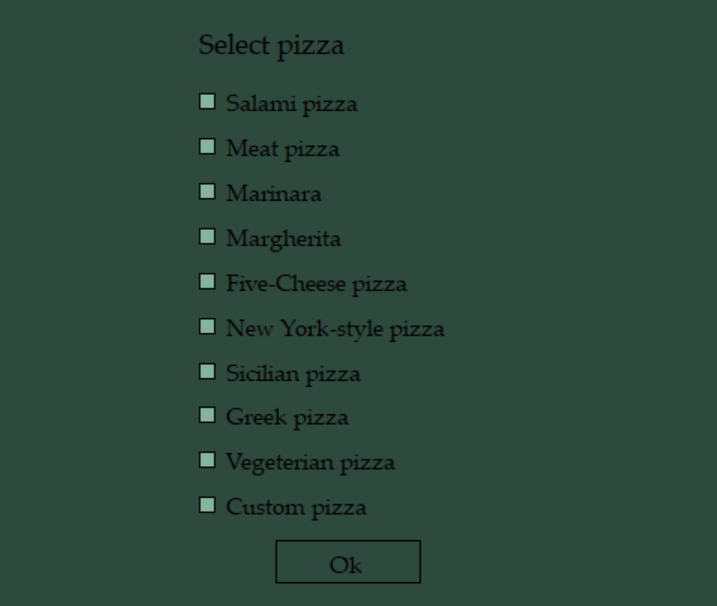 Select pizza
Salami pizza
Meat pizza
Marinara
Margherita
Five-Cheese pizza
New York-style pizza
Sicilian pizza
Greek pizza
Vegeterian pizza
Custom pizza
Ok